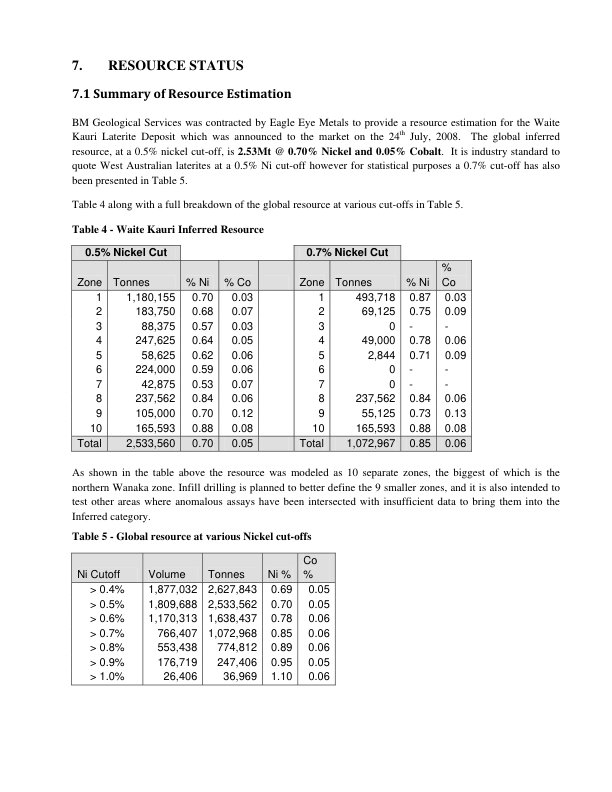 7. RESOURCE STATUS
7.1 Summary of Resource Estimation
BM Geological Services was contracted by Eagle Eye Metals to provide a resource estimation for the Waite
Kauri Laterite Deposit which was announced to the market on the 24th July, 2008. The global inferred
resource, at a 0.5% nickel cut-off, is 2.53Mt @ 0.70% Nickel and 0.05% Cobalt. It is industry standard to
quote West Australian laterites at a 0.5% Ni cut-off however for statistical purposes a 0.7% cut-off has also
been presented in Table 5.
Table 4 along with a full breakdown of the global resource at various cut-offs in Table 5.
Table 4 - Waite Kauri Inferred Resource
0.5% Nickel Cut 0.7% Nickel Cut
Zone Tonnes % Ni % Co Zone Tonnes % Ni % Co
1 1,180,155 0.70 0.03 1 493,718 0.87 0.03
2 183,750 0.68 0.07 2 69,125 0.75 0.09
3 88,375 0.57 0.03 3 0 - -
4 247,625 0.64 0.05 4 49,000 0.78 0.06
5 58,625 0.62 0.06 5 2,844 0.71 0.09
6 224,000 0.59 0.06 6 0 - -
7 42,875 0.53 0.07 7 0 - -
8 237,562 0.84 0.06 8 237,562 0.84 0.06
9 105,000 0.70 0.12 9 55,125 0.73 0.13
10 165,593 0.88 0.08 10 165,593 0.88 0.08
Total 2,533,560 0.70 0.05 Total 1,072,967 0.85 0.06
As shown in the table above the resource was modeled as 10 separate zones, the biggest of which is the
northern Wanaka zone. Infill drilling is planned to better define the 9 smaller zones, and it is also intended to
test other areas where anomalous assays have been intersected with insufficient data to bring them into the
Inferred category.
Table 5 - Global resource at various Nickel cut-offs
Ni Cutoff Volume Tonnes Ni % Co %
> 0.4% 1,877,032 2,627,843 0.69 0.05
> 0.5% 1,809,688 2,533,562 0.70 0.05
> 0.6% 1,170,313 1,638,437 0.78 0.06
> 0.7% 766,407 1,072,968 0.85 0.06
> 0.8% 553,438 774,812 0.89 0.06
> 0.9% 176,719 247,406 0.95 0.05
> 1.0% 26,406 36,969 1.10 0.06